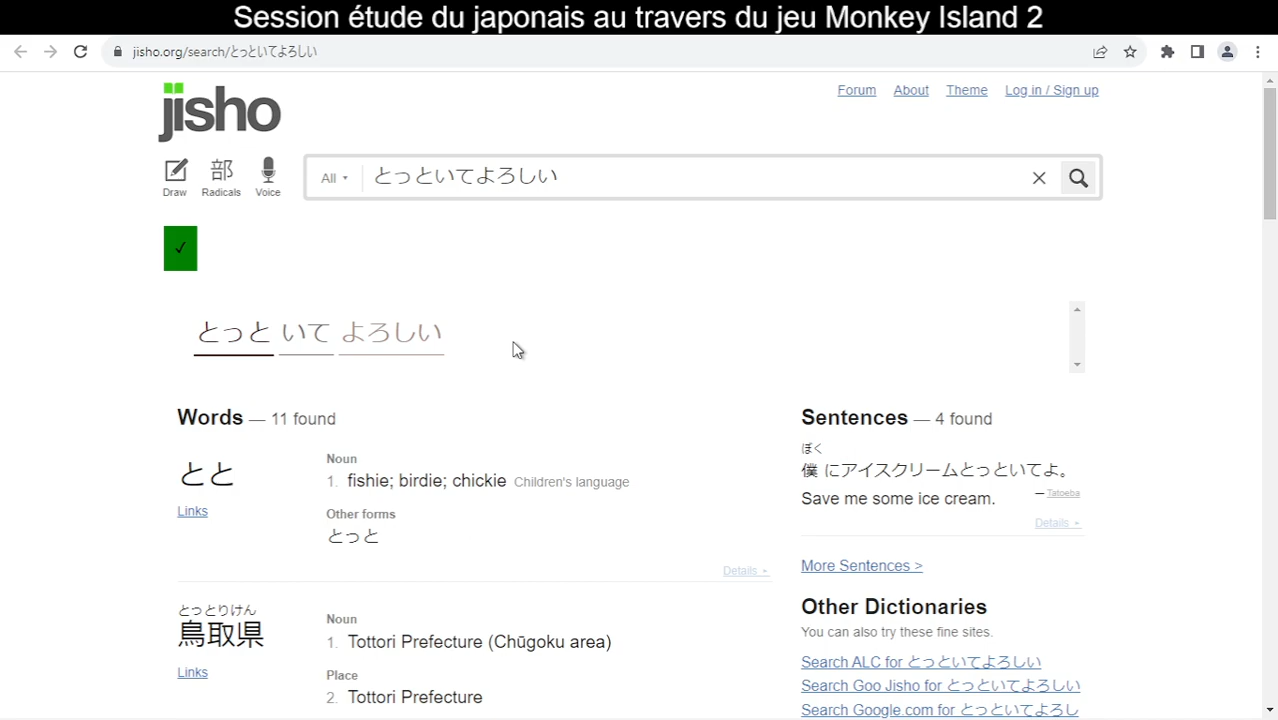 Session étude du japonais au travers du jeu Monkey Island 2
jisho.org/search/とっといてよろしい
jisho
Forum About Theme Log in / Sign up
部
Draw Radicals Voice
All とっといてよろしい
✓
とっと いて よろしい
Words — 11 found
とと
Links
Noun
1. fishie; birdie; chickie Children's language
Other forms
とっと
Details
とっとりけん
鳥取県
Links
Noun
1. Tottori Prefecture (Chūgoku area)
Place
2. Tottori Prefecture
Sentences — 4 found
ぼく
僕 にアイスクリームとっといてよ。
Save me some ice cream. — Tatoeba
Details
More Sentences >
Other Dictionaries
You can also try these fine sites.
Search ALC for とっといてよろしい
Search Goo Jisho for とっといてよろしい
Search Google.com for とっといてよろし